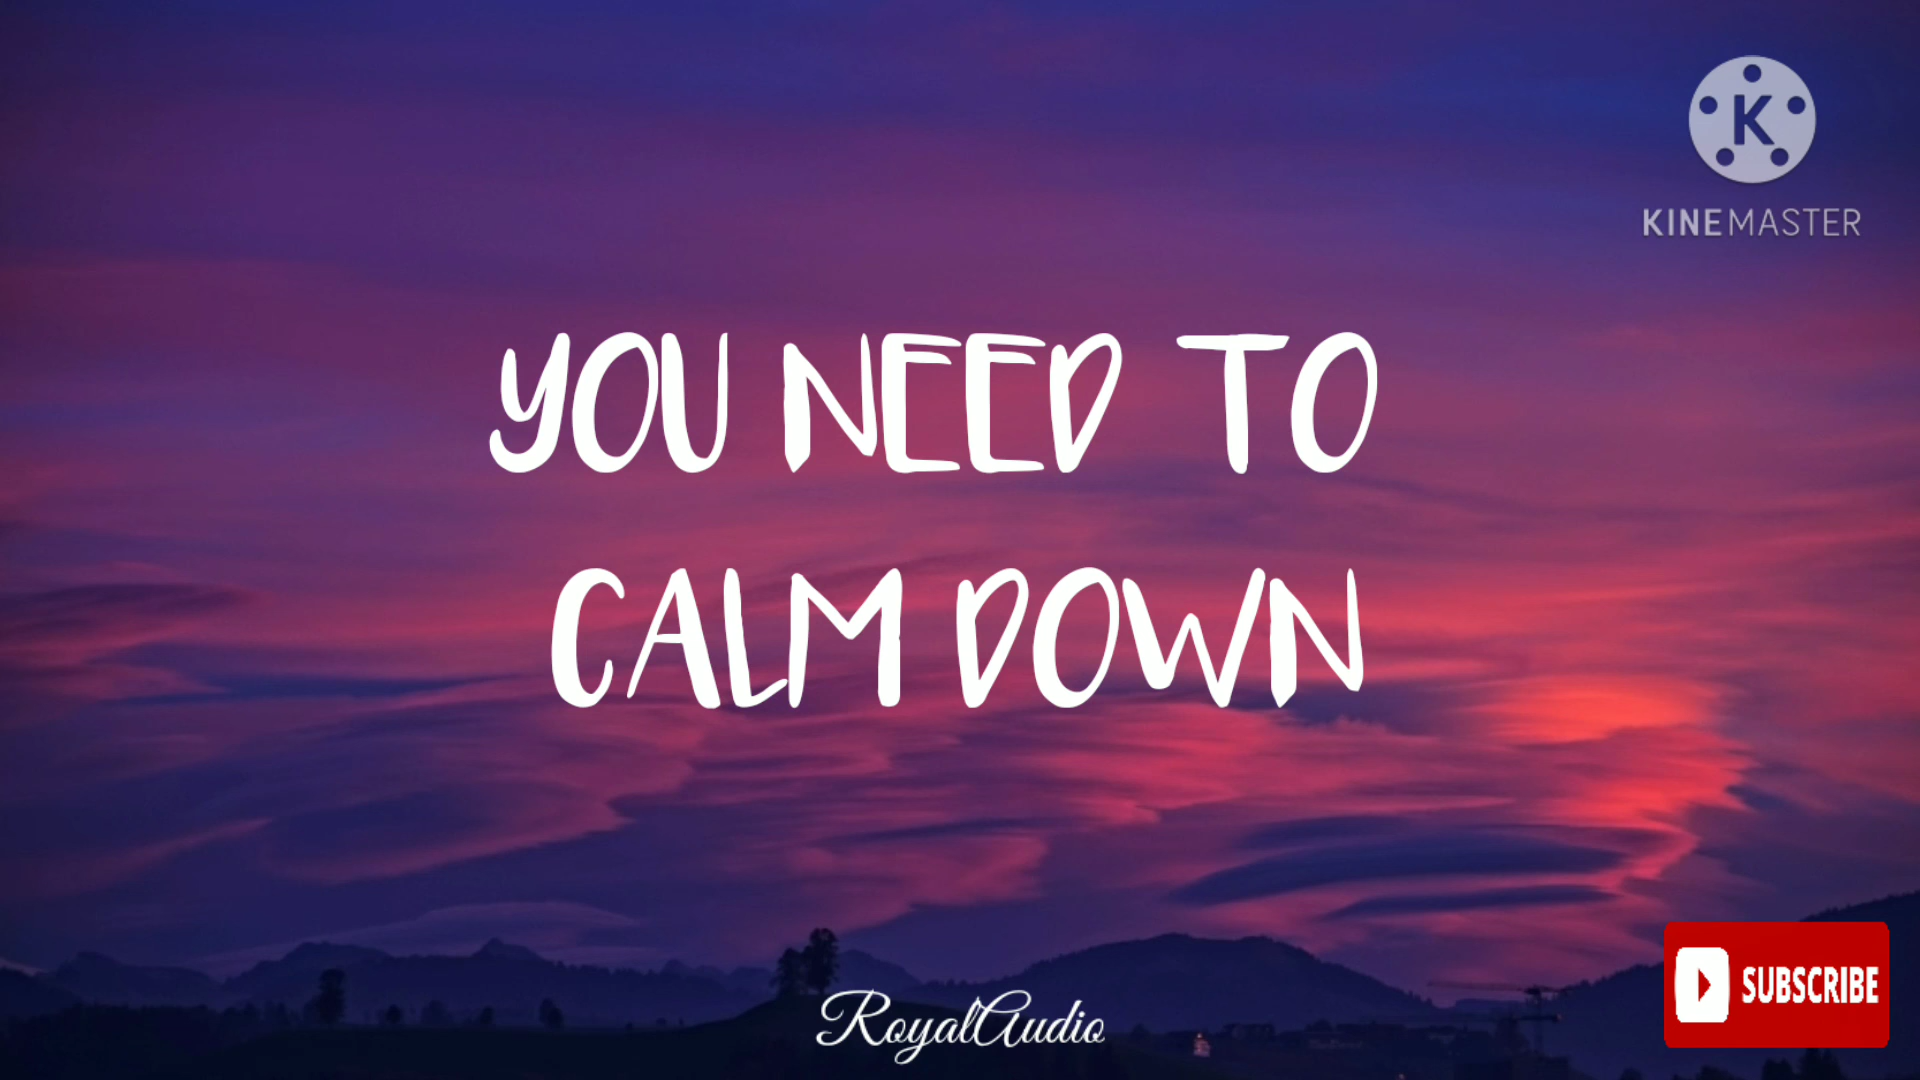 K
KINEMASTER
YOU NEED TO
CALM DOWN
RoyalAudio
SUBSCRIBE